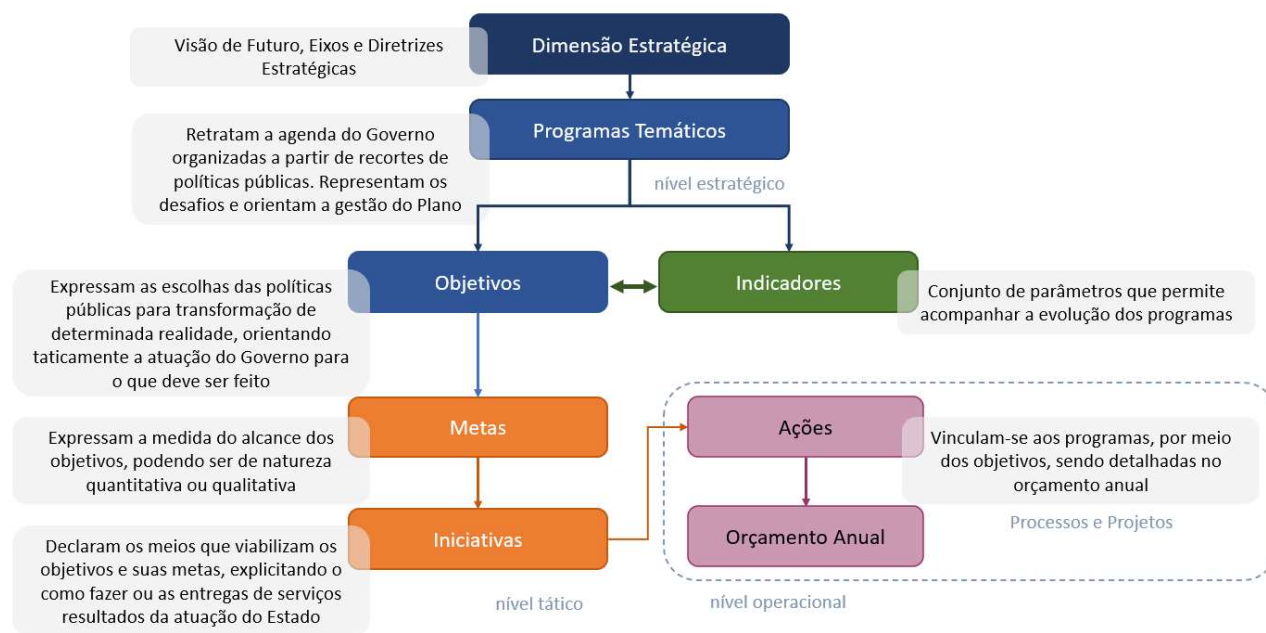 Visão de Futuro, Eixos e Diretrizes
Estratégicas
Dimensão Estratégica
Retratam a agenda do Governo
organizadas a partir de recortes de
políticas públicas. Representam os
desafios e orientam a gestão do Plano
Programas Temáticos
nível estratégico
Expressam as escolhas das políticas
públicas para transformação de
determinada realidade, orientando
taticamente a atuação do Governo para
o que deve ser feito
Objetivos
Indicadores
Conjunto de parâmetros que permite
acompanhar a evolução dos programas
Expressam a medida do alcance dos
objetivos, podendo ser de natureza
quantitativa ou qualitativa
Metas
Ações
Vinculam-se aos programas, por meio
dos objetivos, sendo detalhadas no
orçamento anual
Declaram os meios que viabilizam os
objetivos e suas metas, explicitando o
como fazer ou as entregas de serviços
resultados da atuação do Estado
Iniciativas
Orçamento Anual
Processos e Projetos
nível tático
nível operacional